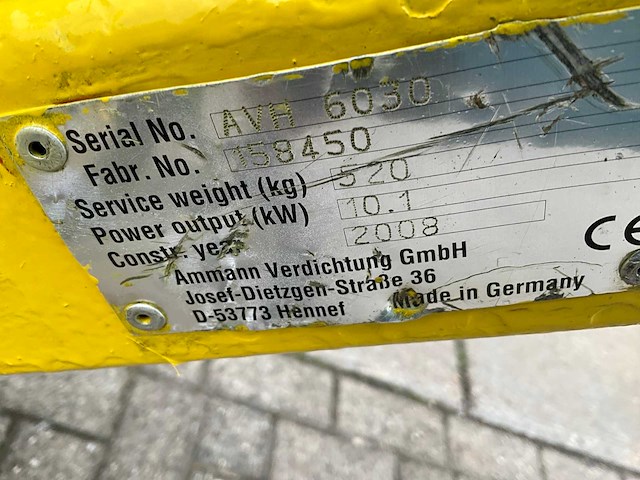 Serial No. AVH 6030
Fabr. No. 158450
Service weight (kg) 520
Power output (kW) 10.1
Constr. year 2008
Ammann Verdichtung GmbH
Josef-Dietzgen-Straße 36
D-53773 Hennef Made in Germany
CE